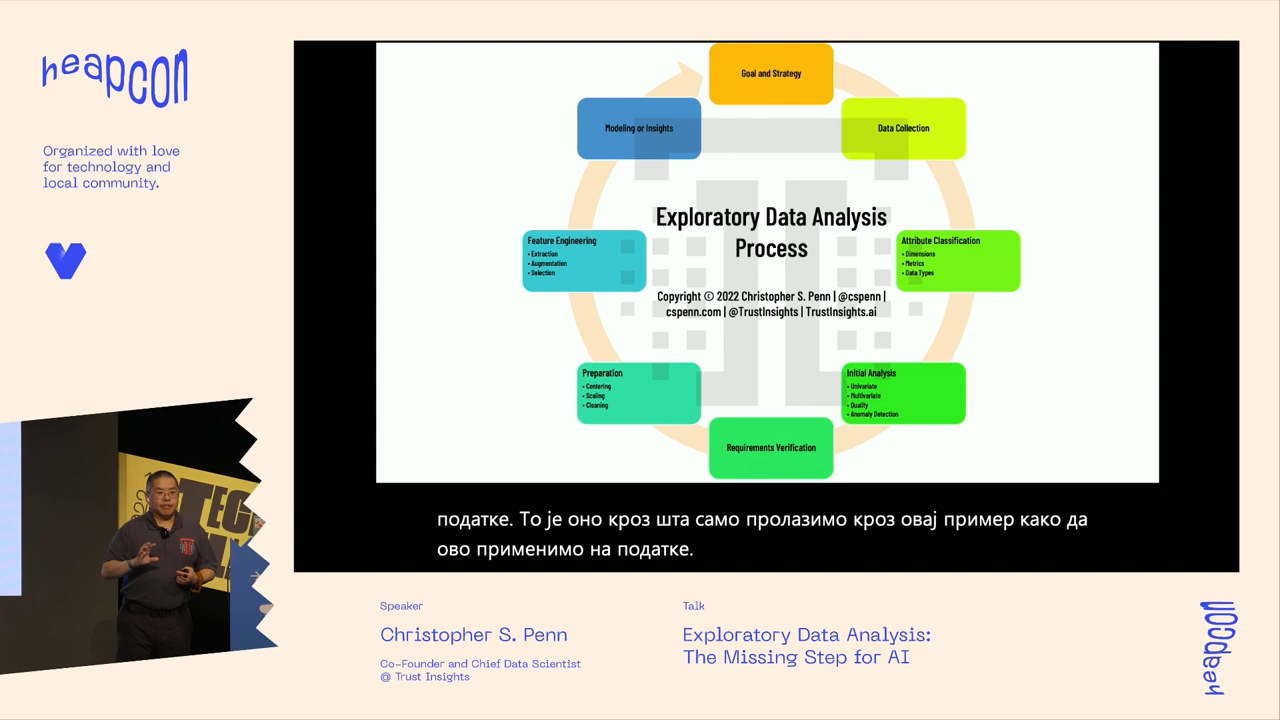 heapcon
Organized with love
for technology and
local community.
Goal and Strategy
Modeling or Insights
Data Collection
Exploratory Data Analysis
Process
Copyright © 2022 Christopher S. Penn | @cspenn |
cspenn.com | @TrustInsights | TrustInsights.ai
Feature Engineering
• Extraction
• Augmentation
• Selection
Attribute Classification
• Dimensions
• Metrics
• Data Types
Preparation
• Centering
• Scaling
• Cleaning
Initial Analysis
• Univariate
• Multivariate
• Quality
• Anomaly Detection
Requirements Verification
податке. То је оно кроз шта само пролазимо кроз овај пример како да
ово применимо на податке.
Speaker
Christopher S. Penn
Co-Founder and Chief Data Scientist
@ Trust Insights
Talk
Exploratory Data Analysis:
The Missing Step for AI
heapcon